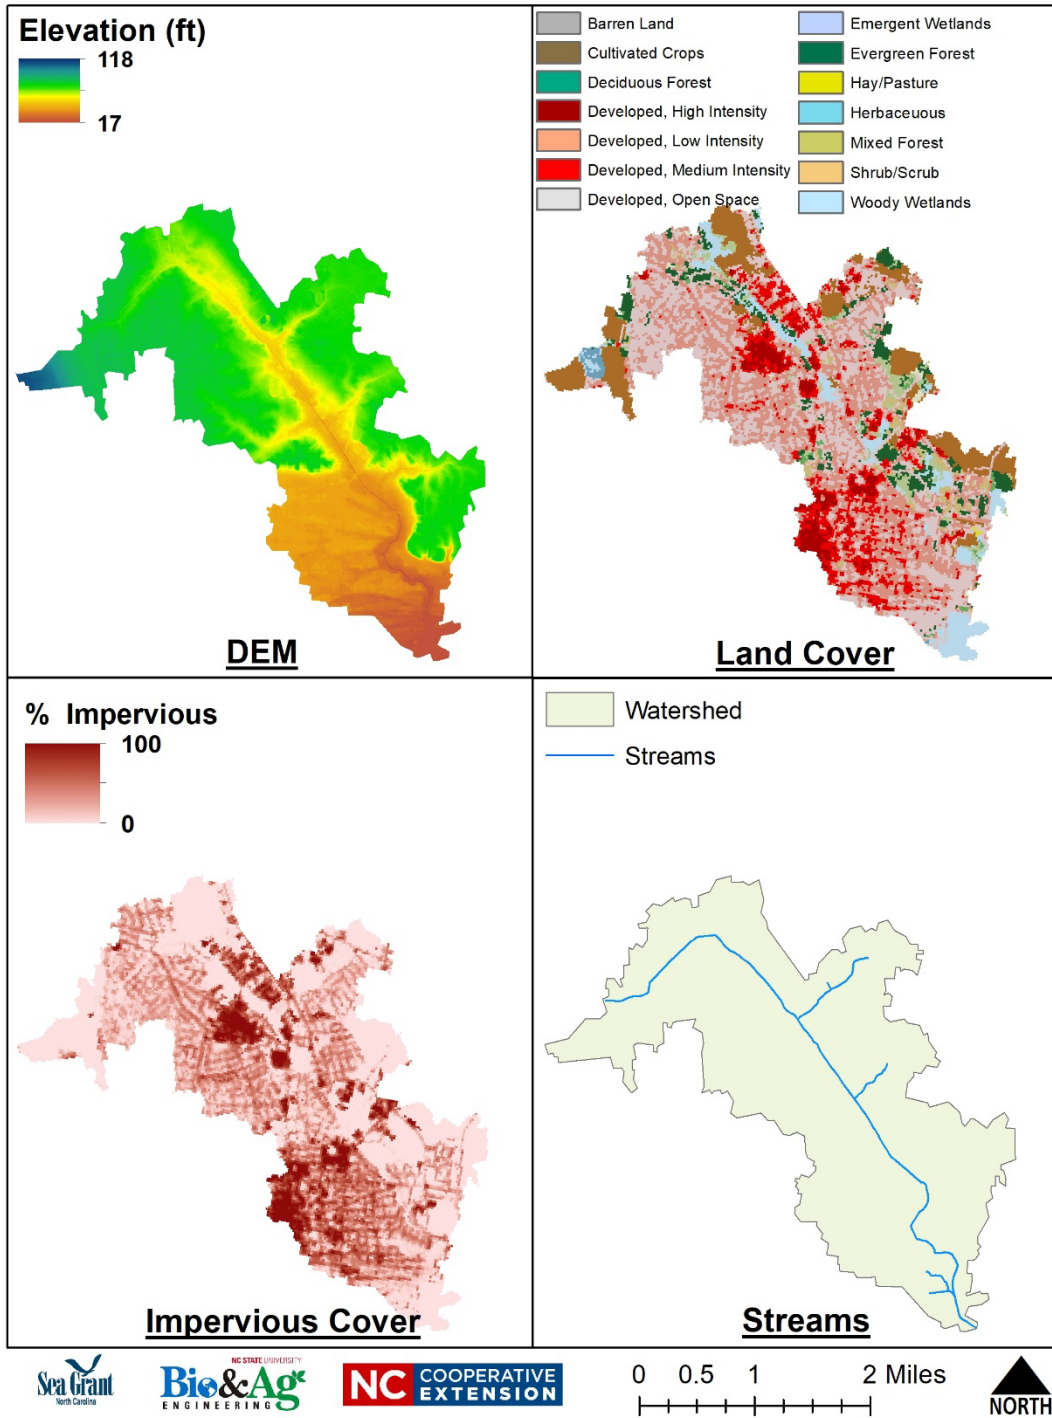 Elevation (ft)
118
17
DEM
Barren Land
Cultivated Crops
Deciduous Forest
Developed, High Intensity
Developed, Low Intensity
Developed, Medium Intensity
Developed, Open Space
Emergent Wetlands
Evergreen Forest
Hay/Pasture
Herbaceuous
Mixed Forest
Shrub/Scrub
Woody Wetlands
Land Cover
% Impervious
100
0
Impervious Cover
Watershed
Streams
Streams
Sea Grant
North Carolina
NC STATE UNIVERSITY
Bio&Ag
ENGINEERING
NC COOPERATIVE
EXTENSION
0 0.5 1 2 Miles
NORTH